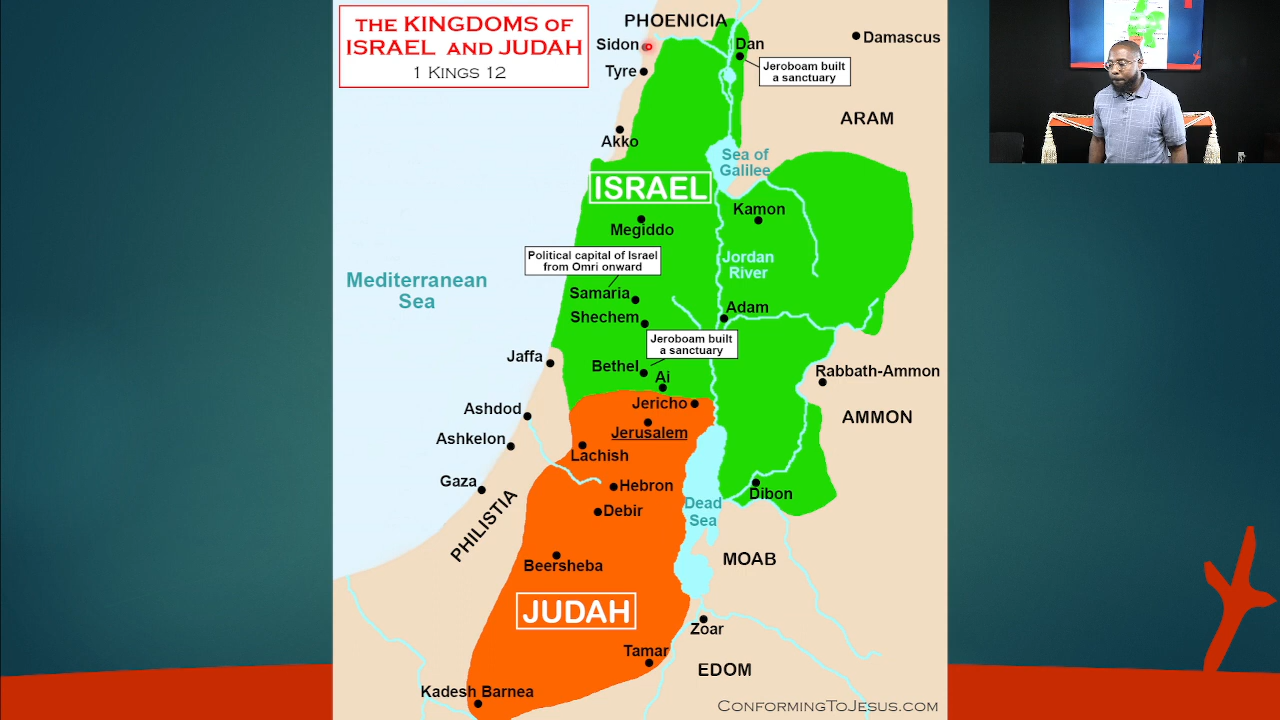 THE KINGDOMS OF
ISRAEL AND JUDAH
1 KINGS 12
PHOENICIA
Sidon
Dan
Damascus
Tyre
Jeroboam built
a sanctuary
ARAM
Akko
Sea of
Galilee
ISRAEL
Kamon
Megiddo
Political capital of Israel
from Omri onward
Jordan
River
Mediterranean
Sea
Samaria
Adam
Shechem
Jeroboam built
a sanctuary
Jaffa
Bethel
Ai
Rabbath-Ammon
Jericho
Ashdod
AMMON
Jerusalem
Ashkelon
Lachish
Gaza
Hebron
Dibon
Dead
Sea
Debir
PHILISTIA
MOAB
Beersheba
JUDAH
Zoar
Tamar
EDOM
Kadesh Barnea
CONFORMINGTOJESUS.COM